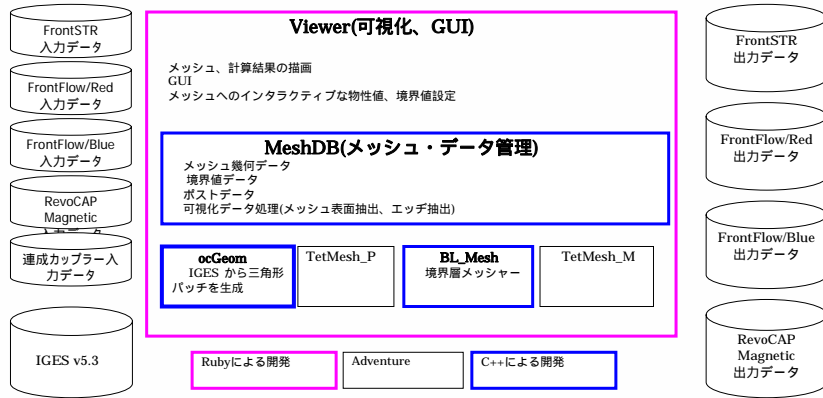 FrontSTR
入力データ
FrontFlow/Red
入力データ
FrontFlow/Blue
入力データ
RevoCAP
Magnetic
入力データ
連成カップラー入
力データ
IGES v5.3
Viewer(可視化、GUI)
メッシュ、計算結果の描画
GUI
メッシュへのインタラクティブな物性値、境界値設定
MeshDB(メッシュ・データ管理)
メッシュ幾何データ
境界値データ
ポストデータ
可視化データ処理(メッシュ表面抽出、エッヂ抽出)
ocGeom
IGES から三角形
パッチを生成
TetMesh_P
BL_Mesh
境界層メッシャー
TetMesh_M
Rubyによる開発
Adventure
C++による開発
FrontSTR
出力データ
FrontFlow/Red
出力データ
FrontFlow/Blue
出力データ
RevoCAP
Magnetic
出力データ